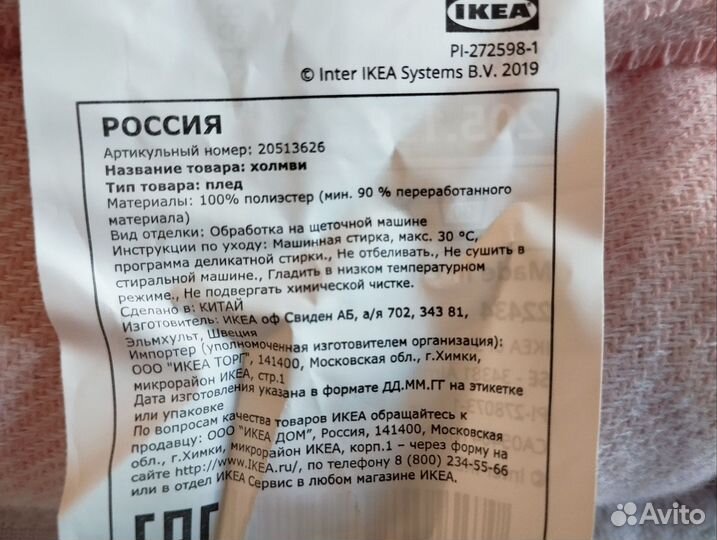 IKEA
PI-272598-1
© Inter IKEA Systems B.V. 2019
РОССИЯ
Артикульный номер: 20513626
Название товара: холмви
Тип товара: плед
Материалы: 100% полиэстер (мин. 90 % переработанного
материала)
Вид отделки: Обработка на щеточной машине
Инструкции по уходу: Машинная стирка, макс. 30 °С,
программа деликатной стирки., Не отбеливать., Не сушить в
стиральной машине., Гладить в низком температурном
режиме., Не подвергать химической чистке.
Сделано в: КИТАЙ
Изготовитель: ИКЕА оф Свиден АБ, а/я 702, 343 81,
Эльмхульт, Швеция
Импортер (уполномоченная изготовителем организация):
ООО "ИКЕА ТОРГ", 141400, Московская обл., г.Химки,
микрорайон ИКЕА, стр.1
Дата изготовления указана в формате ДД.ММ.ГГ на этикетке
или упаковке
По вопросам качества товаров ИКЕА обращайтесь к
продавцу: ООО "ИКЕА ДОМ", Россия, 141400, Московская
обл., г.Химки, микрорайон ИКЕА, корп.1 – через форму на
сайте http://www.IKEA.ru/, по телефону 8 (800) 234-55-66
или в отдел ИКЕА Сервис в любом магазине ИКЕА.
Avito